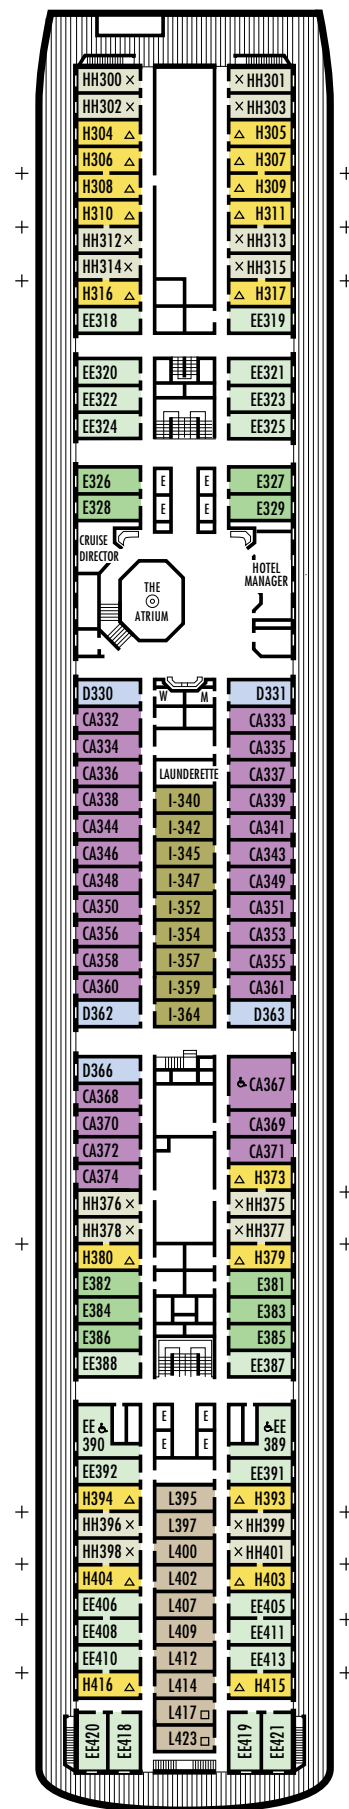 HH300 × × HH301
HH302 × × HH303
H304 △ △ H305
H306 △ △ H307
H308 △ △ H309
H310 △ △ H311
HH312 × × HH313
HH314 × × HH315
H316 △ △ H317
EE318 EE319
EE320 EE321
EE322 EE323
EE324 EE325
E326 E E E327
E328 E E E329
CRUISE
DIRECTOR
HOTEL
MANAGER
THE
ATRIUM
D330 W M D331
CA332 CA333
CA334 CA335
CA336 LAUNDERETTE CA337
CA338 I-340 CA339
CA344 I-342 CA341
CA346 I-345 CA343
CA348 I-347 CA349
CA350 I-352 CA351
CA356 I-354 CA353
CA358 I-357 CA355
CA360 I-359 CA361
D362 I-364 D363
D366 CA367
CA368
CA370 CA369
CA372 CA371
CA374 △ H373
HH376 × × HH375
HH378 × × HH377
H380 △ △ H379
E382 E381
E384 E383
E386 E385
EE388 EE387
EE E E EE
390 E E 389
EE392 EE391
H394 △ L395 △ H393
HH396 × L397 × HH399
HH398 × L400 × HH401
H404 △ L402 △ H403
EE406 L407 EE405
EE408 L409 EE411
EE410 L412 EE413
H416 △ L414 △ H415
L417 □
EE420 EE418 L423 □ EE419 EE421